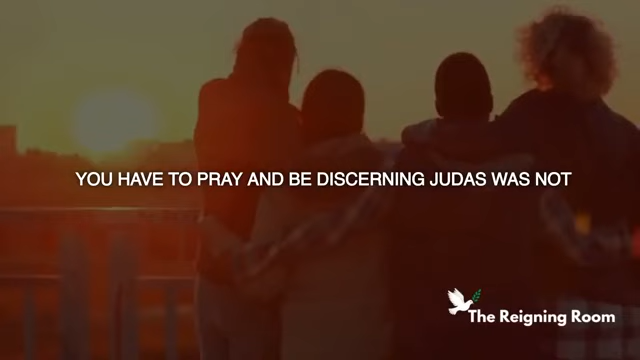 YOU HAVE TO PRAY AND BE DISCERNING JUDAS WAS NOT
The Reigning Room